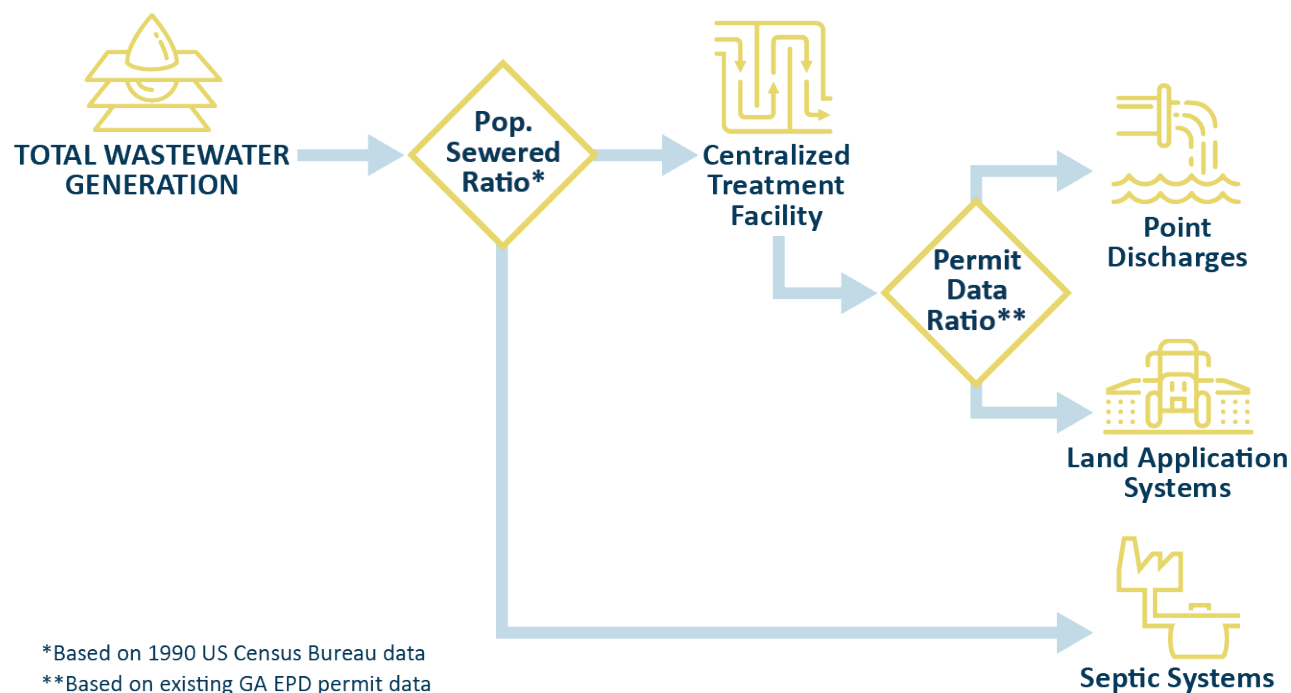 TOTAL WASTEWATER
GENERATION
Pop.
Sewered
Ratio*
Centralized
Treatment
Facility
Permit
Data
Ratio**
Point
Discharges
Land Application
Systems
Septic Systems
*Based on 1990 US Census Bureau data
**Based on existing GA EPD permit data